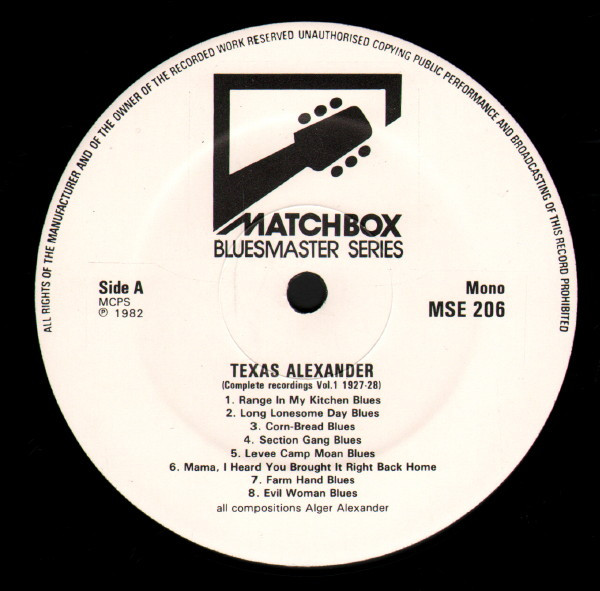 ALL RIGHTS OF THE MANUFACTURER AND OF THE OWNER OF THE RECORDED WORK RESERVED UNAUTHORISED COPYING PUBLIC PERFORMANCE AND BROADCASTING OF THIS RECORD PROHIBITED
MATCHBOX
BLUESMASTER SERIES
Side A
MCPS
℗ 1982
Mono
MSE 206
TEXAS ALEXANDER
(Complete recordings Vol.1 1927-28)
1. Range In My Kitchen Blues
2. Long Lonesome Day Blues
3. Corn-Bread Blues
4. Section Gang Blues
5. Levee Camp Moan Blues
6. Mama, I Heard You Brought It Right Back Home
7. Farm Hand Blues
8. Evil Woman Blues
all compositions Alger Alexander